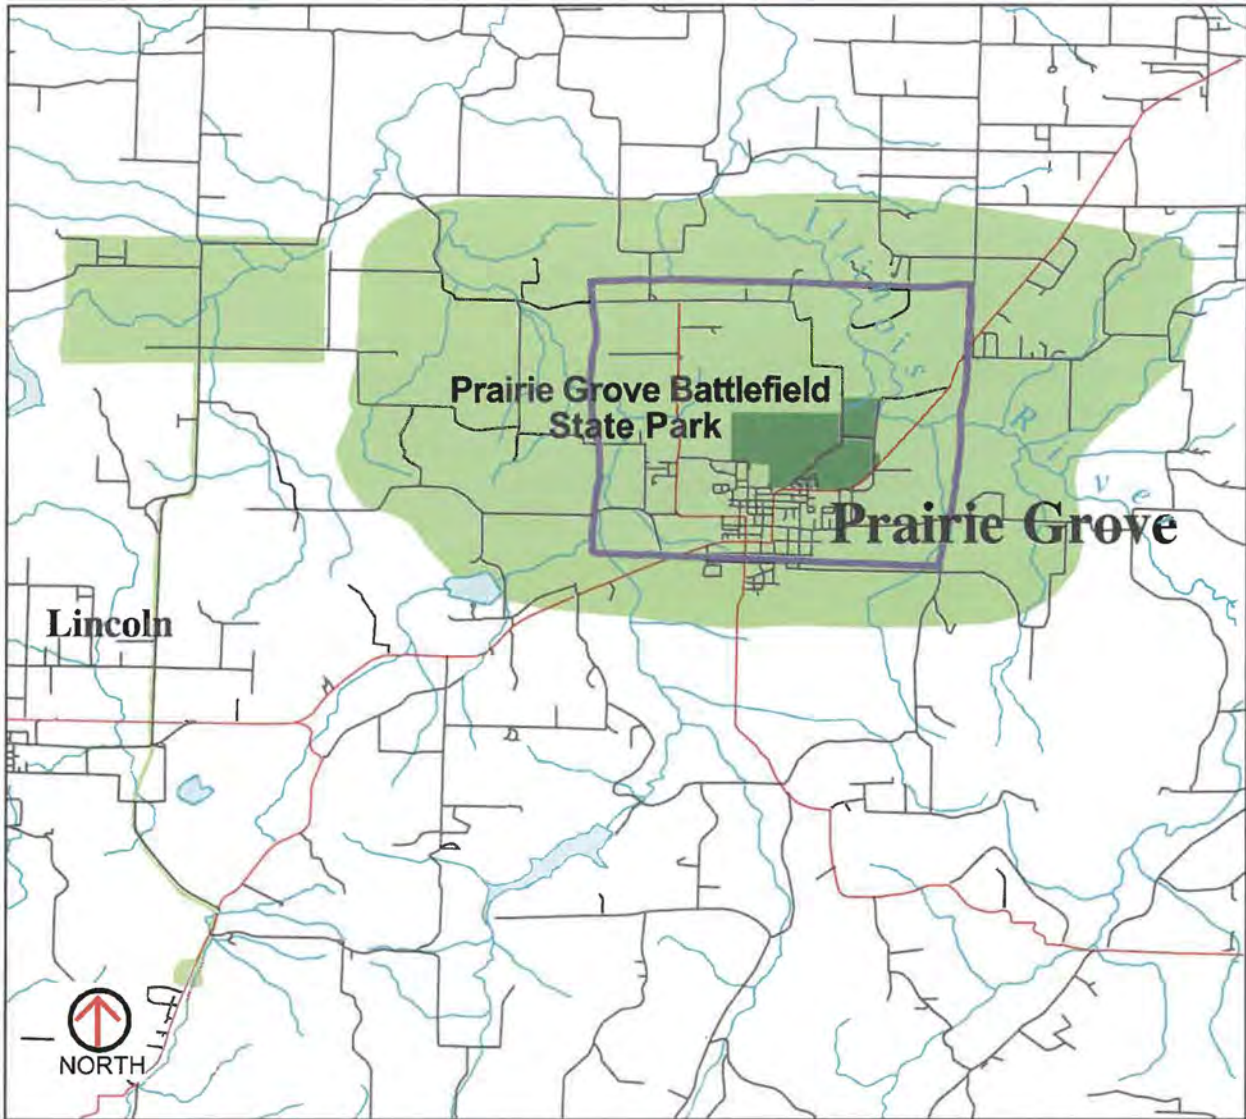 Illinois
Prairie Grove Battlefield
State Park
River
Prairie Grove
Lincoln
NORTH